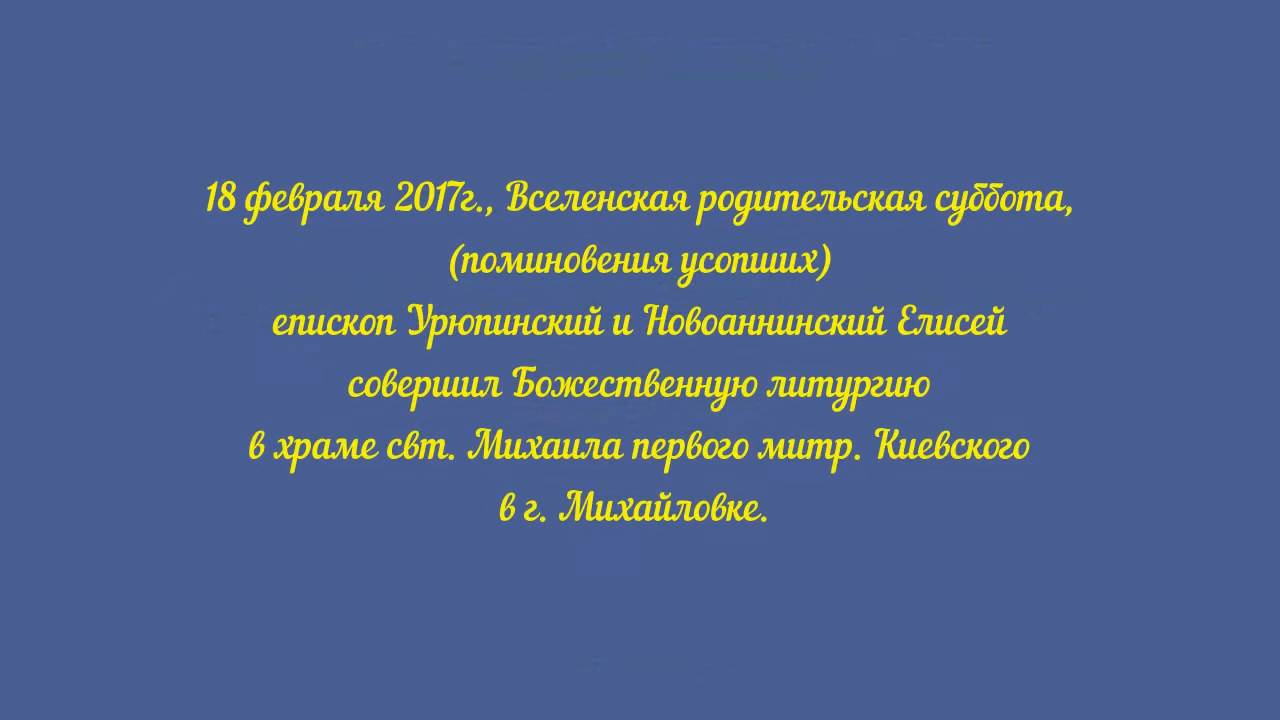 18 февраля 2017г., Вселенская родительская суббота,
(поминовения усопших)
епископ Урюпинский и Новоаннинский Елисей
совершил Божественную литургию
в храме свт. Михаила первого митр. Киевского
в г. Михайловке.